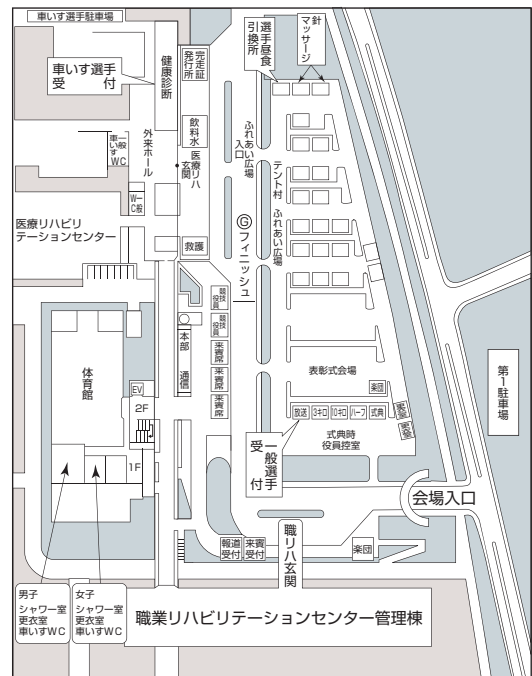 車いす選手駐車場
車いす選手
受 付
健康診断
完走証
発行所
飲料水
医療リハ
玄関
外来ホール
一般
車いす
WC
一般
WC
救護
医療リハビリ
テーションセンター
選手昼食
引換所
針
マッサージ
ふれあい広場
入口
テント村 ふれあい広場
Ⓖフィニッシュ
競技
役員
競技
役員
来賓席
来賓席
来賓席
本部 通信
体育館
EV
2F
1F
表彰式会場
楽団
放送
3キロ
10キロ
ハーフ
式典
更衣室
更衣室
式典時
役員控室
一般選手
受 付
第1駐車場
会場入口
報道
受付
来賓
受付
職リハ玄関
楽団
男子
シャワー室
更衣室
車いすWC
女子
シャワー室
更衣室
車いすWC
職業リハビリテーションセンター管理棟